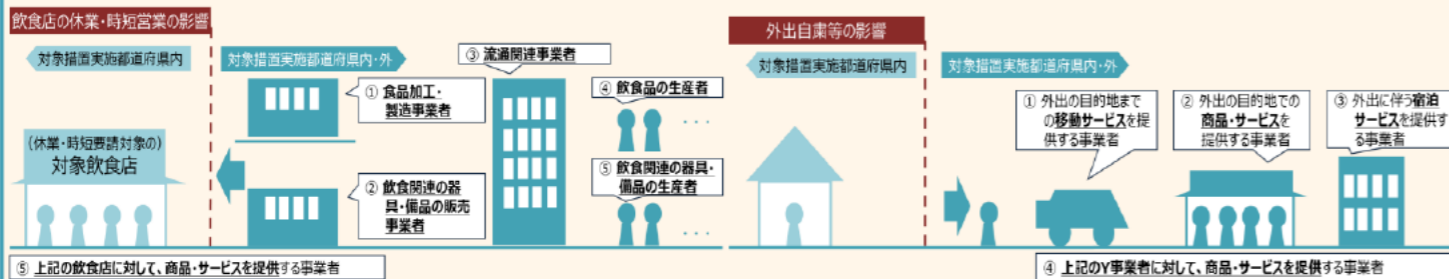 飲食店の休業・時短営業の影響
対象措置実施都道府県内
対象措置実施都道府県内・外
(休業・時短要請対象の)
対象飲食店
① 食品加工・
製造事業者
② 飲食関連の器
具・備品の販売
事業者
③ 流通関連事業者
④ 飲食品の生産者
・・・
⑤ 飲食関連の器具・
備品の生産者
・・・
⑤ 上記の飲食店に対して、商品・サービスを提供する事業者
外出自粛等の影響
対象措置実施都道府県内
対象措置実施都道府県内・外
① 外出の目的地まで
の移動サービスを提
供する事業者
② 外出の目的地での
商品・サービスを
提供する事業者
③ 外出に伴う宿泊
サービスを提供す
る事業者
④ 上記のY事業者に対して、商品・サービスを提供する事業者